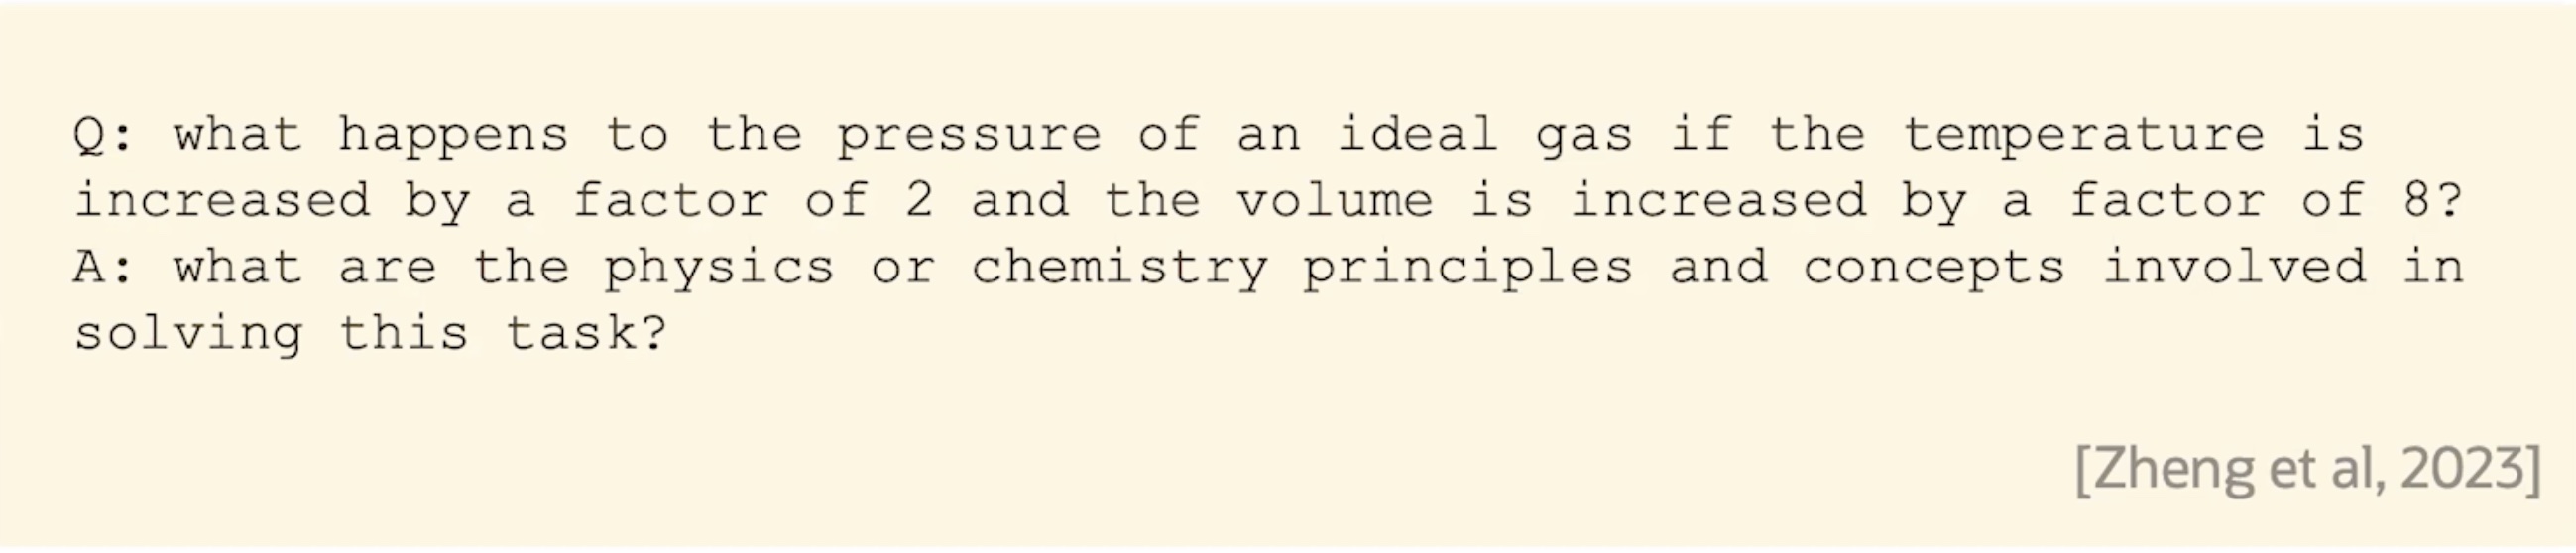 Q: what happens to the pressure of an ideal gas if the temperature is
increased by a factor of 2 and the volume is increased by a factor of 8?
A: what are the physics or chemistry principles and concepts involved in
solving this task?
[Zheng et al, 2023]